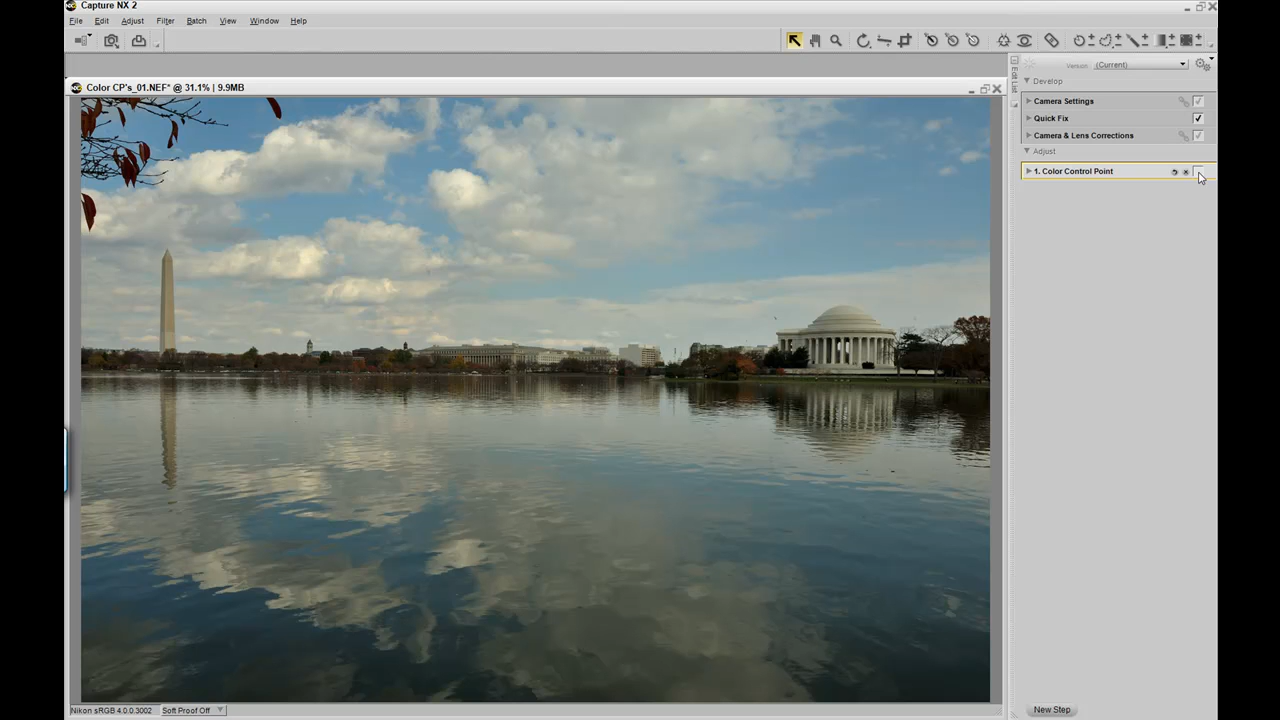 Capture NX 2
File Edit Adjust Filter Batch View Window Help
Version: (Current)
Edit List
Color CP's_01.NEF* @ 31.1% | 9.9MB
Develop
Camera Settings
Quick Fix
Camera & Lens Corrections
Adjust
1. Color Control Point
Nikon sRGB 4.0.0.3002 Soft Proof Off
New Step